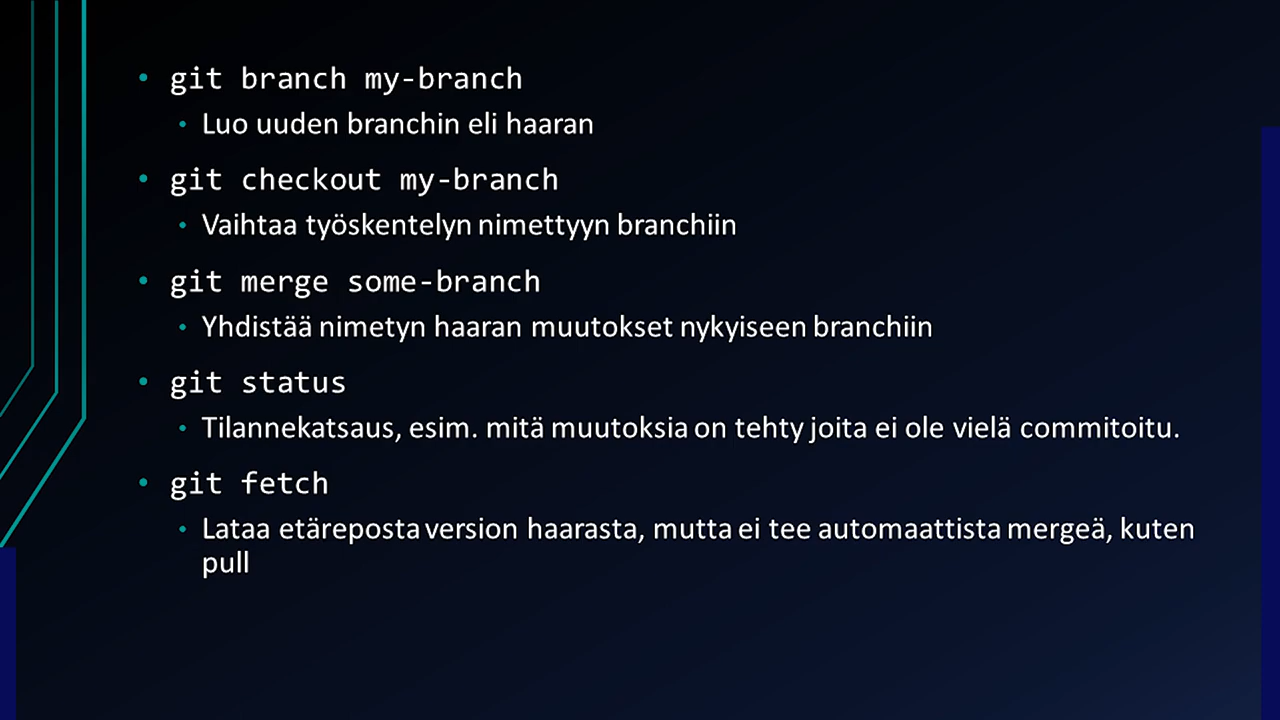 git branch my-branch
Luo uuden branchin eli haaran
git checkout my-branch
Vaihtaa työskentelyn nimettyyn branchiin
git merge some-branch
Yhdistää nimetyn haaran muutokset nykyiseen branchiin
git status
Tilannekatsaus, esim. mitä muutoksia on tehty joita ei ole vielä commitoitu.
git fetch
Lataa etäreposta version haarasta, mutta ei tee automaattista mergeä, kuten
pull